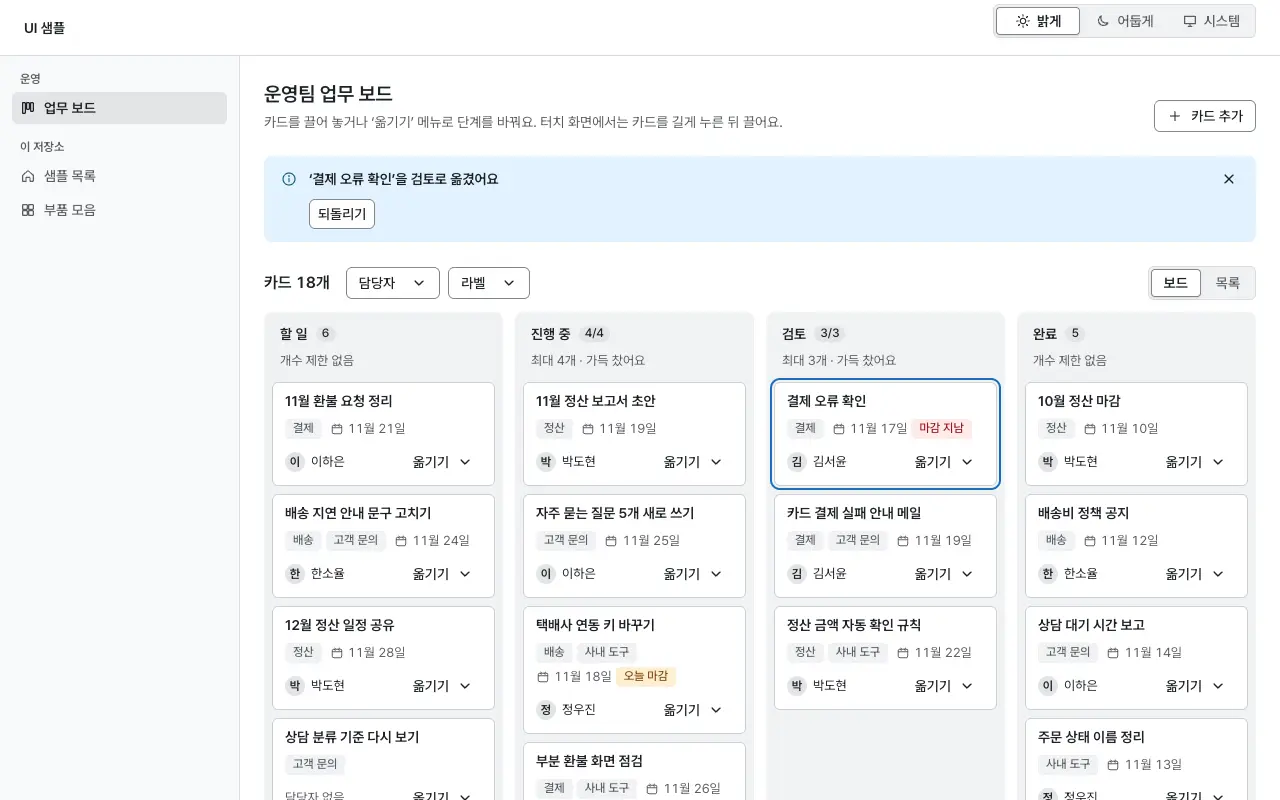 UI 샘플
밝게
어둡게
시스템
운영
업무 보드
이 저장소
샘플 목록
부품 모음
운영팀 업무 보드
카드를 끌어 놓거나 ‘옮기기’ 메뉴로 단계를 바꿔요. 터치 화면에서는 카드를 길게 누른 뒤 끌어요.
카드 추가
‘결제 오류 확인’을 검토로 옮겼어요
되돌리기
카드 18개
담당자
라벨
보드
목록
할 일 6
개수 제한 없음
11월 환불 요청 정리
결제 11월 21일
이 이하은 옮기기
배송 지연 안내 문구 고치기
배송 고객 문의 11월 24일
한 한소율 옮기기
12월 정산 일정 공유
정산 11월 28일
박 박도현 옮기기
상담 분류 기준 다시 보기
고객 문의
담당자 없음 옮기기
진행 중 4/4
최대 4개 · 가득 찼어요
11월 정산 보고서 초안
정산 11월 19일
박 박도현 옮기기
자주 묻는 질문 5개 새로 쓰기
고객 문의 11월 25일
이 이하은 옮기기
택배사 연동 키 바꾸기
배송 사내 도구
11월 18일 오늘 마감
정 정우진 옮기기
부분 환불 화면 점검
결제 사내 도구 11월 26일
검토 3/3
최대 3개 · 가득 찼어요
결제 오류 확인
결제 11월 17일 마감 지남
김 김서윤 옮기기
카드 결제 실패 안내 메일
결제 고객 문의 11월 19일
김 김서윤 옮기기
정산 금액 자동 확인 규칙
정산 사내 도구 11월 22일
박 박도현 옮기기
완료 5
개수 제한 없음
10월 정산 마감
정산 11월 10일
박 박도현 옮기기
배송비 정책 공지
배송 11월 12일
한 한소율 옮기기
상담 대기 시간 보고
고객 문의 11월 14일
이 이하은 옮기기
주문 상태 이름 정리
사내 도구 11월 13일
정 정우진 옮기기